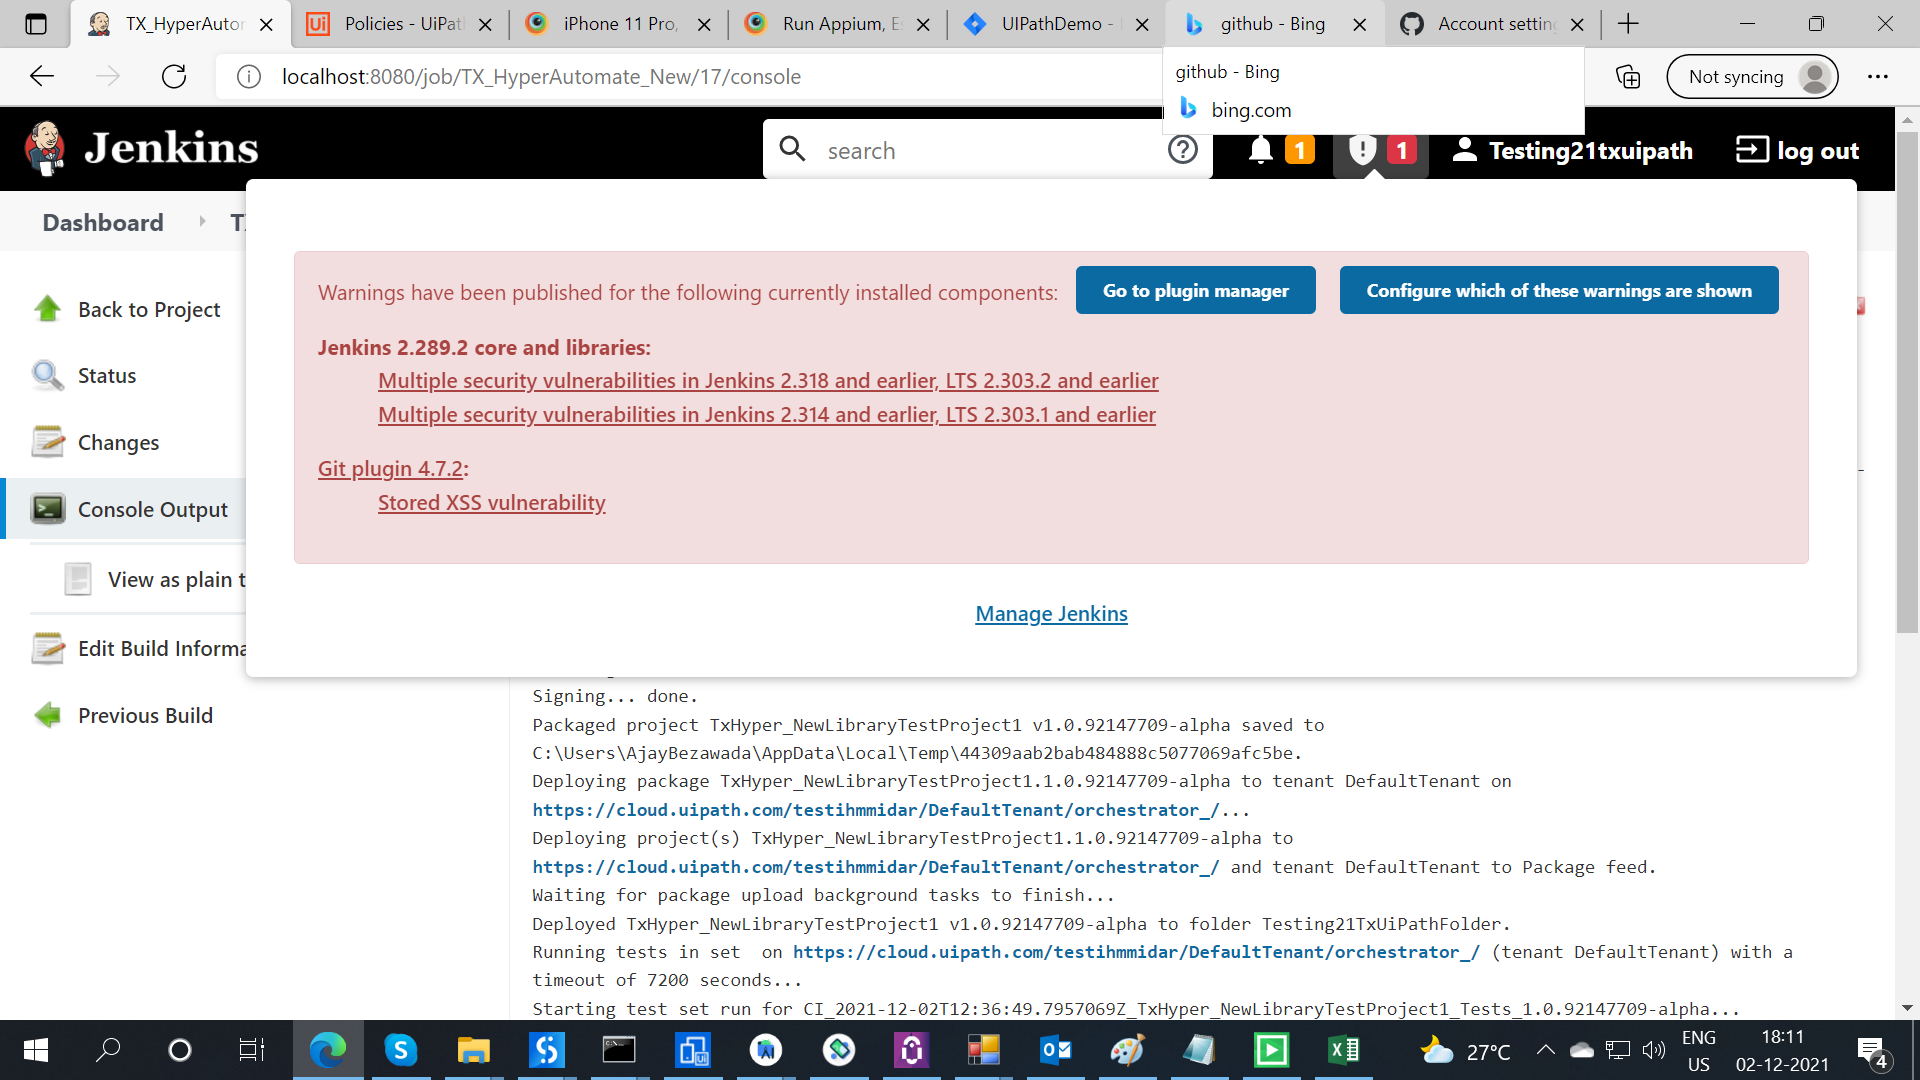 TX_HyperAutor
Policies - UiPath
iPhone 11 Pro,
Run Appium, Es
UIPathDemo -
github - Bing
Account setting
localhost:8080/job/TX_HyperAutomate_New/17/console
github - Bing
bing.com
Not syncing
Jenkins
search
1
1
Testing21txuipath
log out
Dashboard
Warnings have been published for the following currently installed components:
Go to plugin manager
Configure which of these warnings are shown
Jenkins 2.289.2 core and libraries:
Multiple security vulnerabilities in Jenkins 2.318 and earlier, LTS 2.303.2 and earlier
Multiple security vulnerabilities in Jenkins 2.314 and earlier, LTS 2.303.1 and earlier
Git plugin 4.7.2:
Stored XSS vulnerability
Manage Jenkins
Back to Project
Status
Changes
Console Output
View as plain t
Edit Build Informa
Previous Build
Signing... done.
Packaged project TxHyper_NewLibraryTestProject1 v1.0.92147709-alpha saved to
C:\Users\AjayBezawada\AppData\Local\Temp\44309aab2bab484888c5077069afc5be.
Deploying package TxHyper_NewLibraryTestProject1.1.0.92147709-alpha to tenant DefaultTenant on
https://cloud.uipath.com/testihmmidar/DefaultTenant/orchestrator_/...
Deploying project(s) TxHyper_NewLibraryTestProject1.1.0.92147709-alpha to
https://cloud.uipath.com/testihmmidar/DefaultTenant/orchestrator_/ and tenant DefaultTenant to Package feed.
Waiting for package upload background tasks to finish...
Deployed TxHyper_NewLibraryTestProject1 v1.0.92147709-alpha to folder Testing21TxUiPathFolder.
Running tests in set  on https://cloud.uipath.com/testihmmidar/DefaultTenant/orchestrator_/ (tenant DefaultTenant) with a
timeout of 7200 seconds...
Starting test set run for CI_2021-12-02T12:36:49.7957069Z_TxHyper_NewLibraryTestProject1_Tests_1.0.92147709-alpha...
27°C
ENG
US
18:11
02-12-2021
4